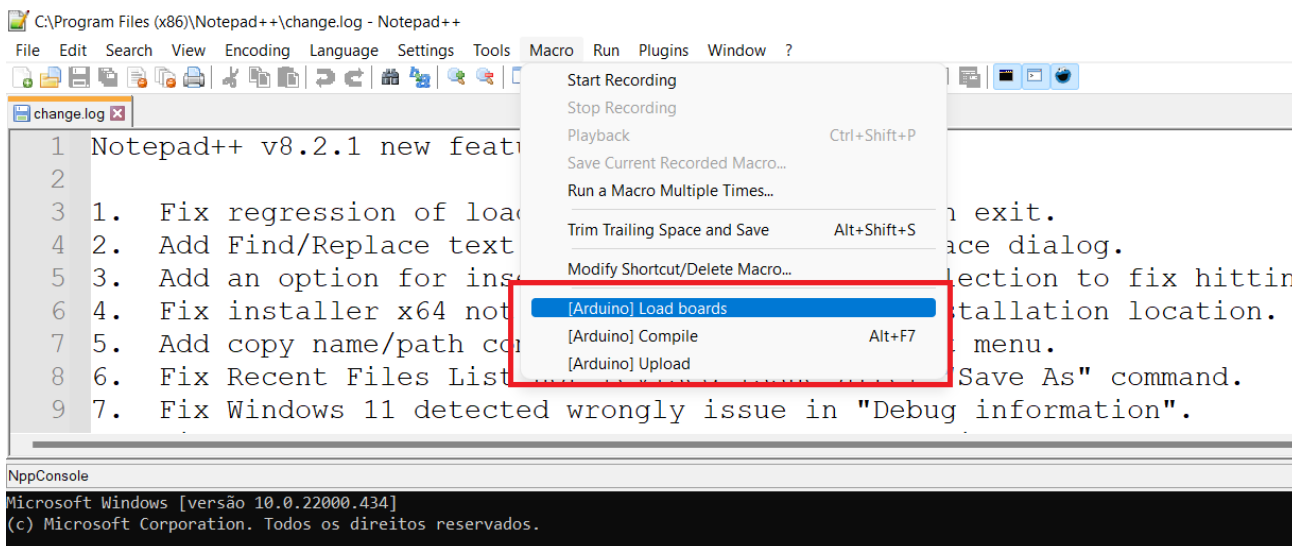 C:\Program Files (x86)\Notepad++\change.log - Notepad++
File Edit Search View Encoding Language Settings Tools Macro Run Plugins Window ?
change.log
Start Recording
Stop Recording
Playback Ctrl+Shift+P
Save Current Recorded Macro...
Run a Macro Multiple Times...
Trim Trailing Space and Save Alt+Shift+S
Modify Shortcut/Delete Macro...
[Arduino] Load boards
[Arduino] Compile Alt+F7
[Arduino] Upload
1 Notepad++ v8.2.1 new featu
2
3 1. Fix regression of load exit.
4 2. Add Find/Replace text ace dialog.
5 3. Add an option for ins lection to fix hittin
6 4. Fix installer x64 not stallation location.
7 5. Add copy name/path con menu.
8 6. Fix Recent Files List "Save As" command.
9 7. Fix Windows 11 detected wrongly issue in "Debug information".
NppConsole
Microsoft Windows [versão 10.0.22000.434]
(c) Microsoft Corporation. Todos os direitos reservados.